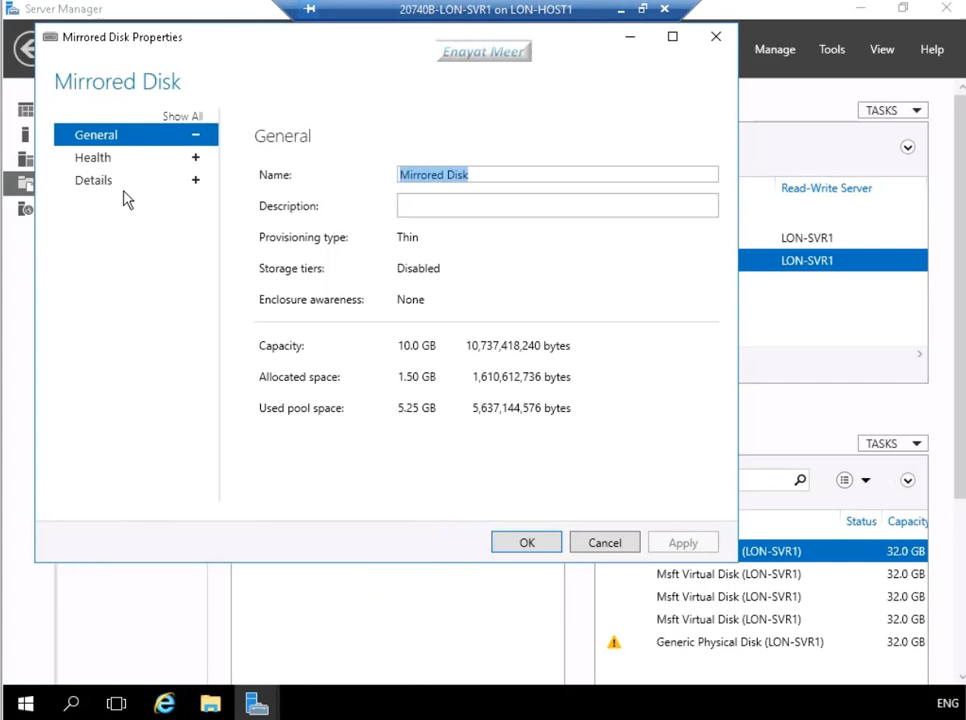 Server Manager
20740B-LON-SVR1 on LON-HOST1
Mirrored Disk Properties
Enayat Meer
Manage Tools View Help
Mirrored Disk
Show All
General
Health
Details
General
Name: Mirrored Disk
Description:
Provisioning type: Thin
Storage tiers: Disabled
Enclosure awareness: None
Capacity: 10.0 GB 10,737,418,240 bytes
Allocated space: 1.50 GB 1,610,612,736 bytes
Used pool space: 5.25 GB 5,637,144,576 bytes
OK Cancel Apply
TASKS
Read-Write Server
LON-SVR1
LON-SVR1
TASKS
Status Capacity
(LON-SVR1) 32.0 GB
Msft Virtual Disk (LON-SVR1) 32.0 GB
Msft Virtual Disk (LON-SVR1) 32.0 GB
Msft Virtual Disk (LON-SVR1) 32.0 GB
Generic Physical Disk (LON-SVR1) 32.0 GB
ENG